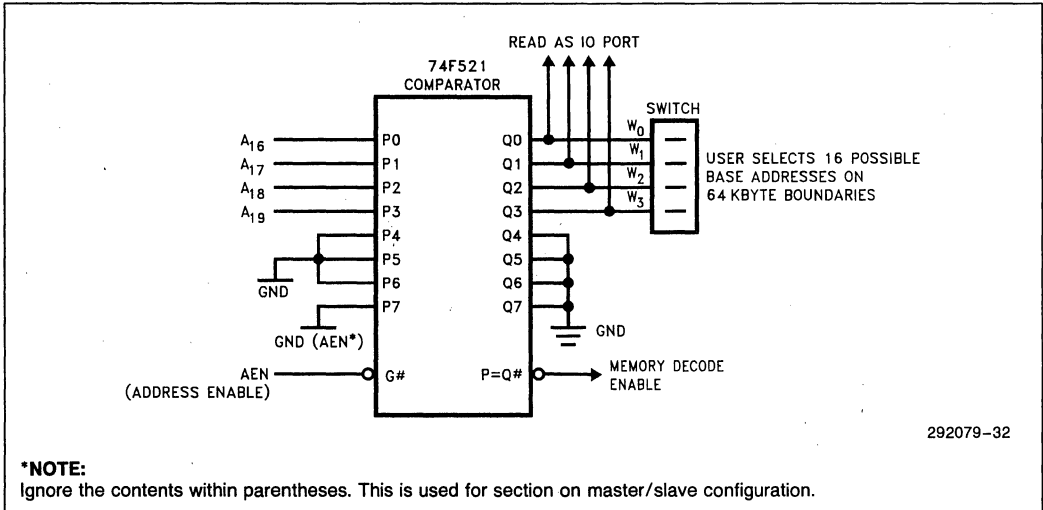 READ AS IO PORT
74F521
COMPARATOR
SWITCH
A16
P0
Q0
W0
A17
P1
Q1
W1
A18
P2
Q2
W2
A19
P3
Q3
W3
USER SELECTS 16 POSSIBLE
BASE ADDRESSES ON
64 KBYTE BOUNDARIES
P4
Q4
P5
Q5
P6
Q6
GND
P7
Q7
GND (AEN*)
GND
AEN
(ADDRESS ENABLE)
G#
P=Q#
MEMORY DECODE
ENABLE
292079–32
*NOTE:
Ignore the contents within parentheses. This is used for section on master/slave configuration.